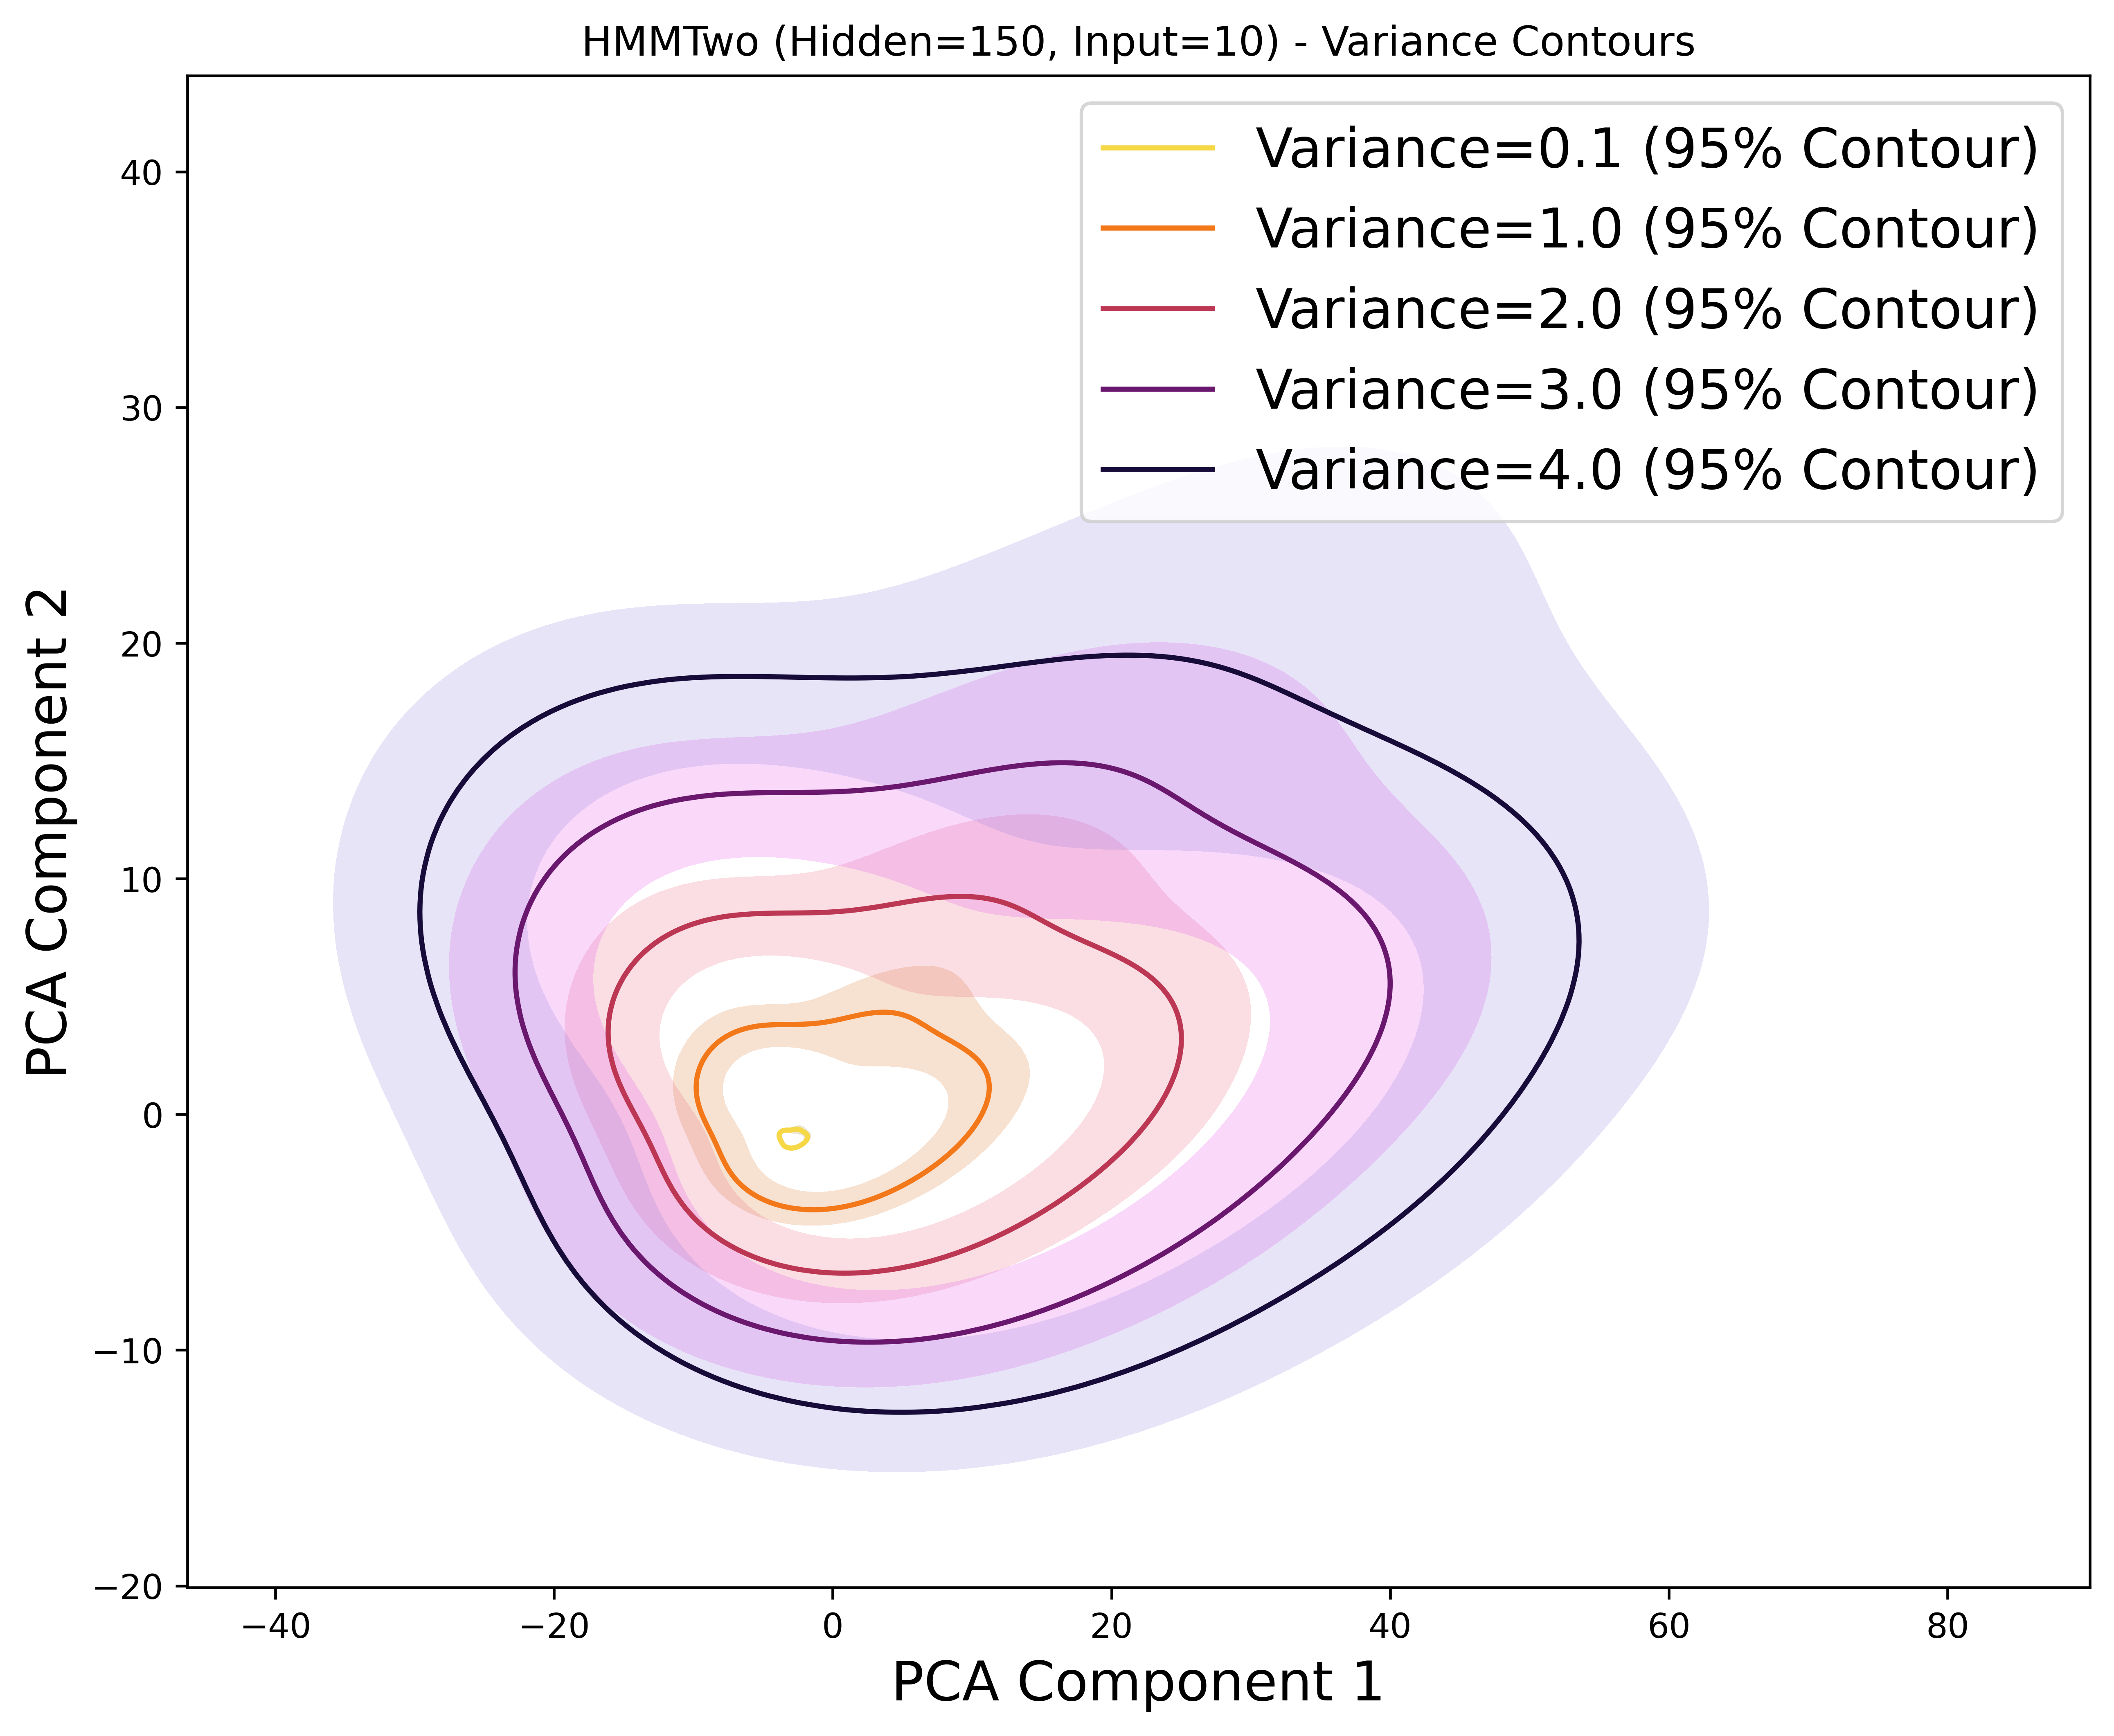 HMMTwo (Hidden=150, Input=10) - Variance Contours
Variance=0.1 (95% Contour)
Variance=1.0 (95% Contour)
Variance=2.0 (95% Contour)
Variance=3.0 (95% Contour)
Variance=4.0 (95% Contour)
PCA Component 2
40
30
20
10
0
−10
−20
−40
−20
0
20
40
60
80
PCA Component 1